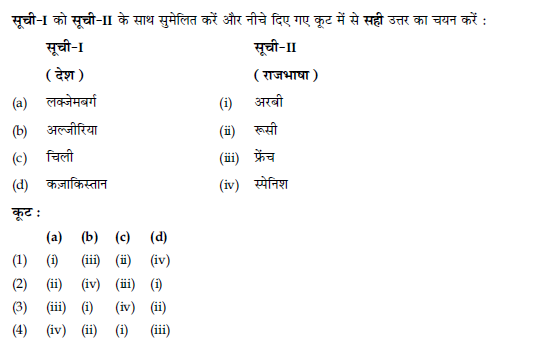 सूची-I को सूची-II के साथ सुमेलित करें और नीचे दिए गए कूट में से सही उत्तर का चयन करें :
सूची-I सूची-II
( देश ) ( राजभाषा )
(a) लक्जेमबर्ग (i) अरबी
(b) अल्जीरिया (ii) रूसी
(c) चिली (iii) फ्रेंच
(d) कज़ाकिस्तान (iv) स्पेनिश
कूट :
(a) (b) (c) (d)
(1) (i) (iii) (ii) (iv)
(2) (ii) (iv) (iii) (i)
(3) (iii) (i) (iv) (ii)
(4) (iv) (ii) (i) (iii)